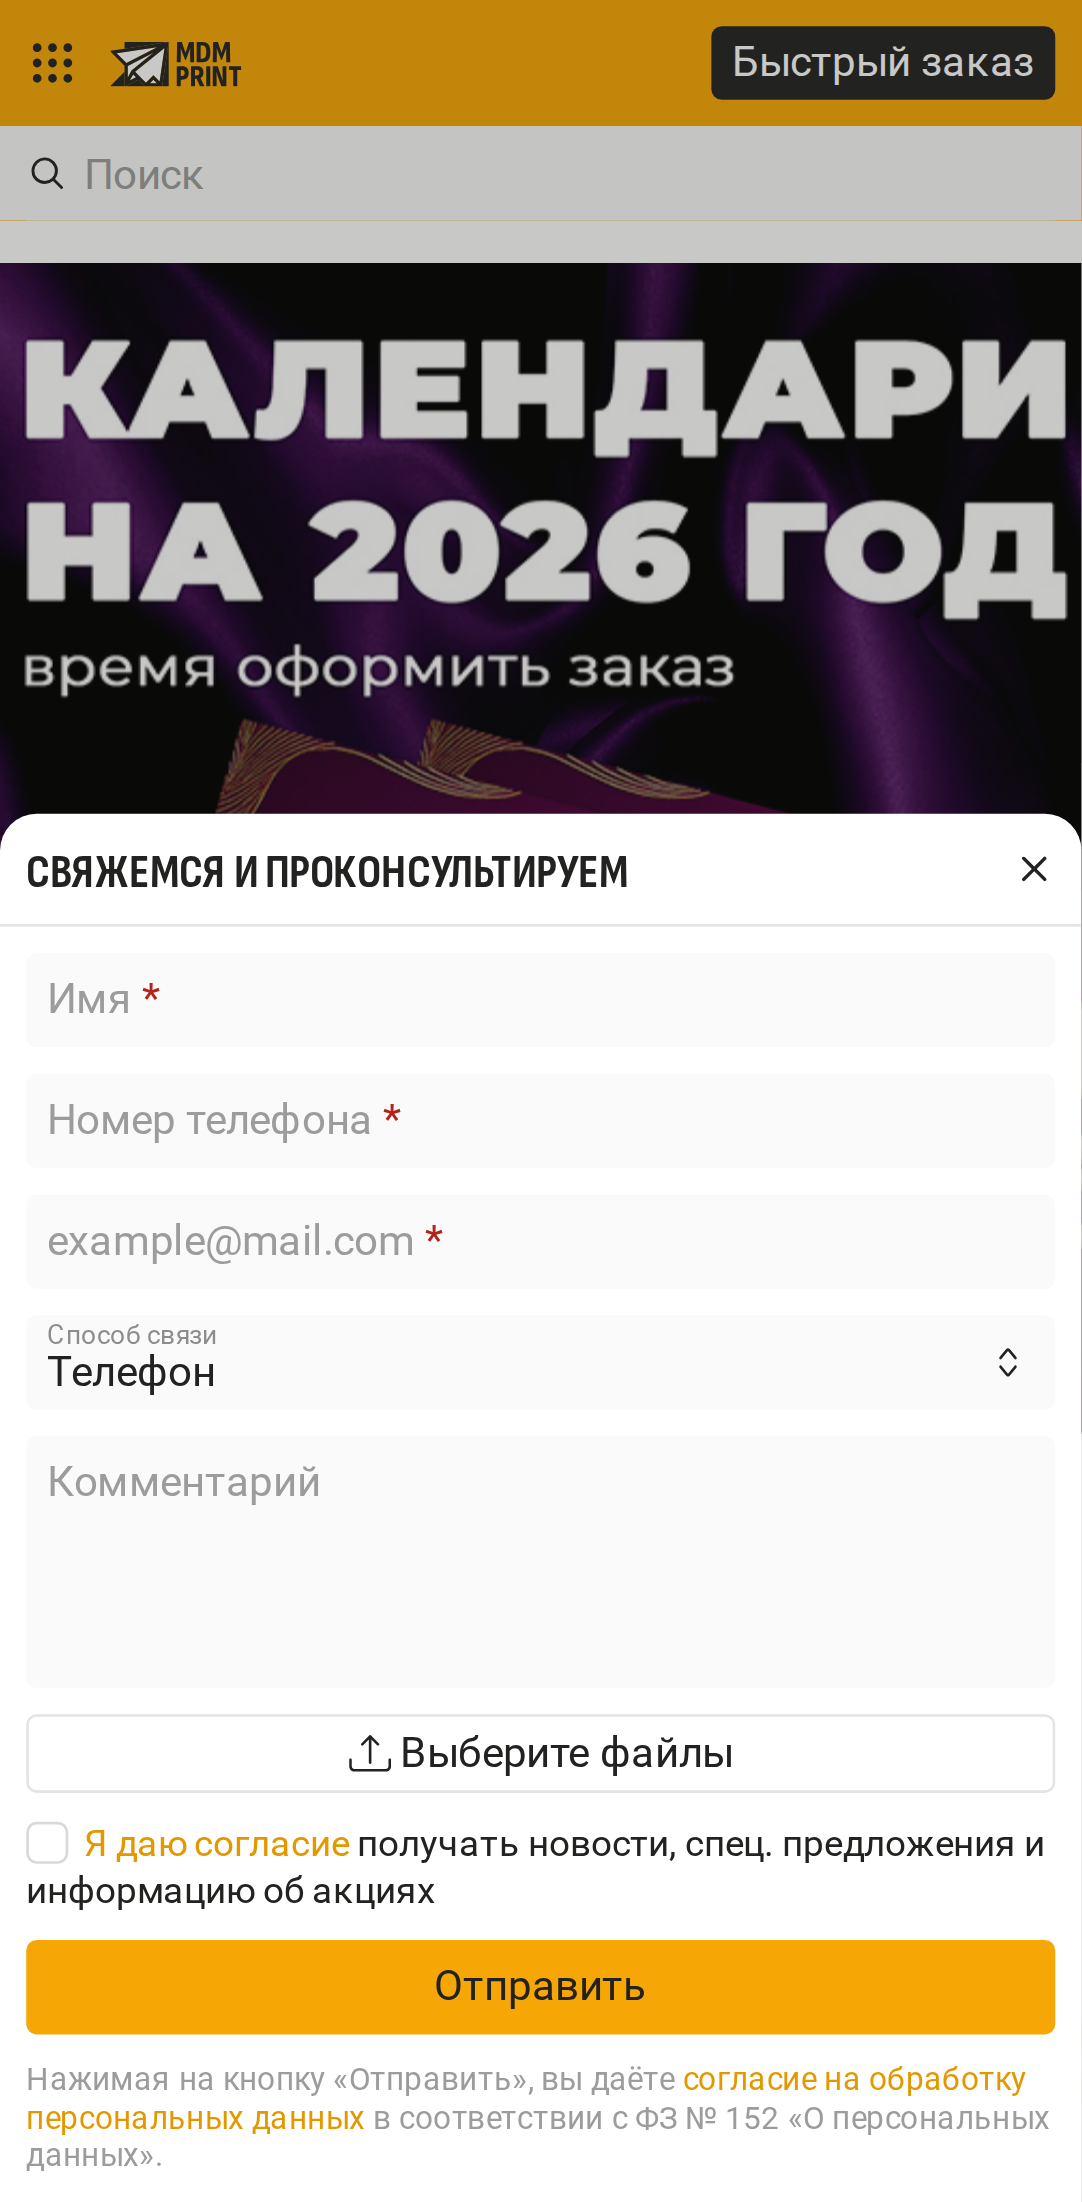 MDM
PRINT
Быстрый заказ
Поиск
КАЛЕНДАРИ
НА 2026 ГОД
время оформить заказ
СВЯЖЕМСЯ И ПРОКОНСУЛЬТИРУЕМ
Имя *
Номер телефона *
example@mail.com *
Способ связи
Телефон
Комментарий
Выберите файлы
Я даю согласие получать новости, спец. предложения и
информацию об акциях
Отправить
Нажимая на кнопку «Отправить», вы даёте согласие на обработку
персональных данных в соответствии с ФЗ № 152 «О персональных
данных».